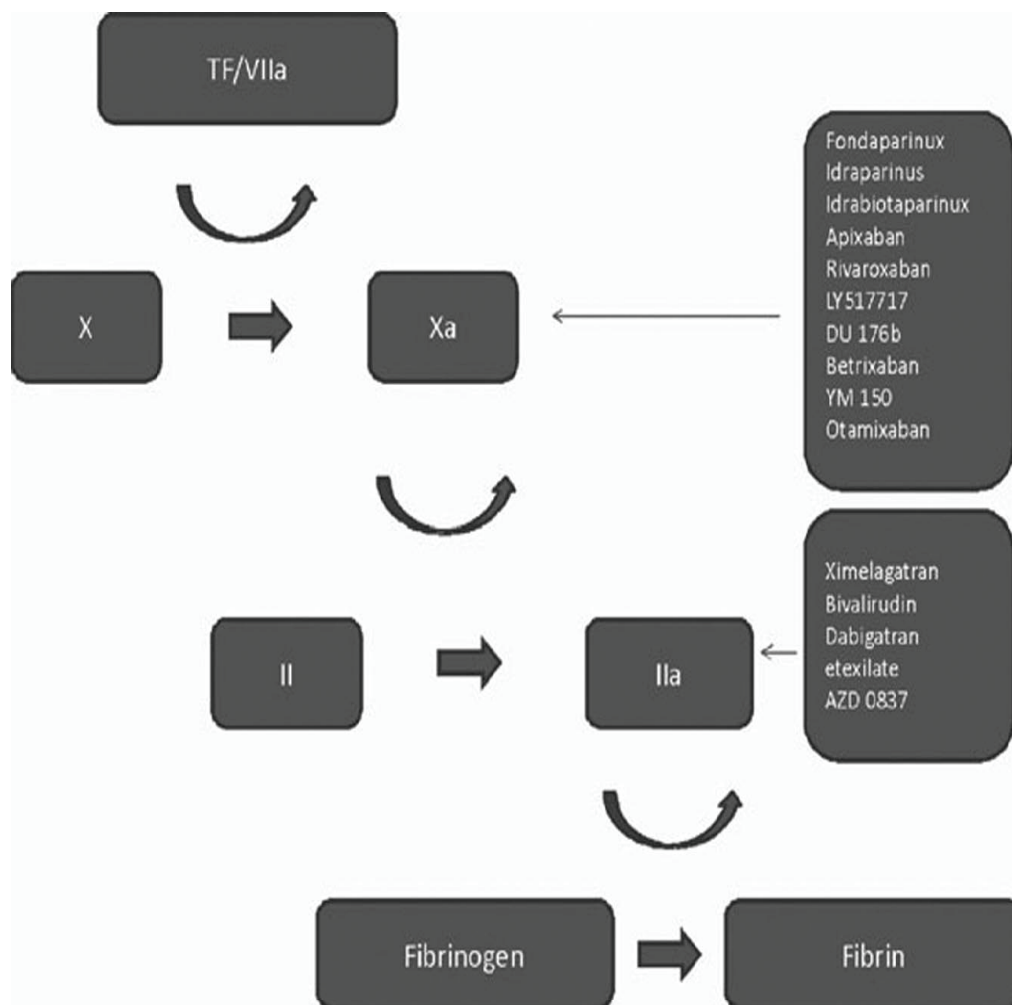 TF/VIIa
Fondaparinux
Idraparinus
Idrabiotaparinux
Apixaban
Rivaroxaban
LY517717
DU 176b
Betrixaban
YM 150
Otamixaban
X
Xa
Ximelagatran
Bivalirudin
Dabigatran
etexilate
AZD 0837
II
IIa
Fibrinogen
Fibrin